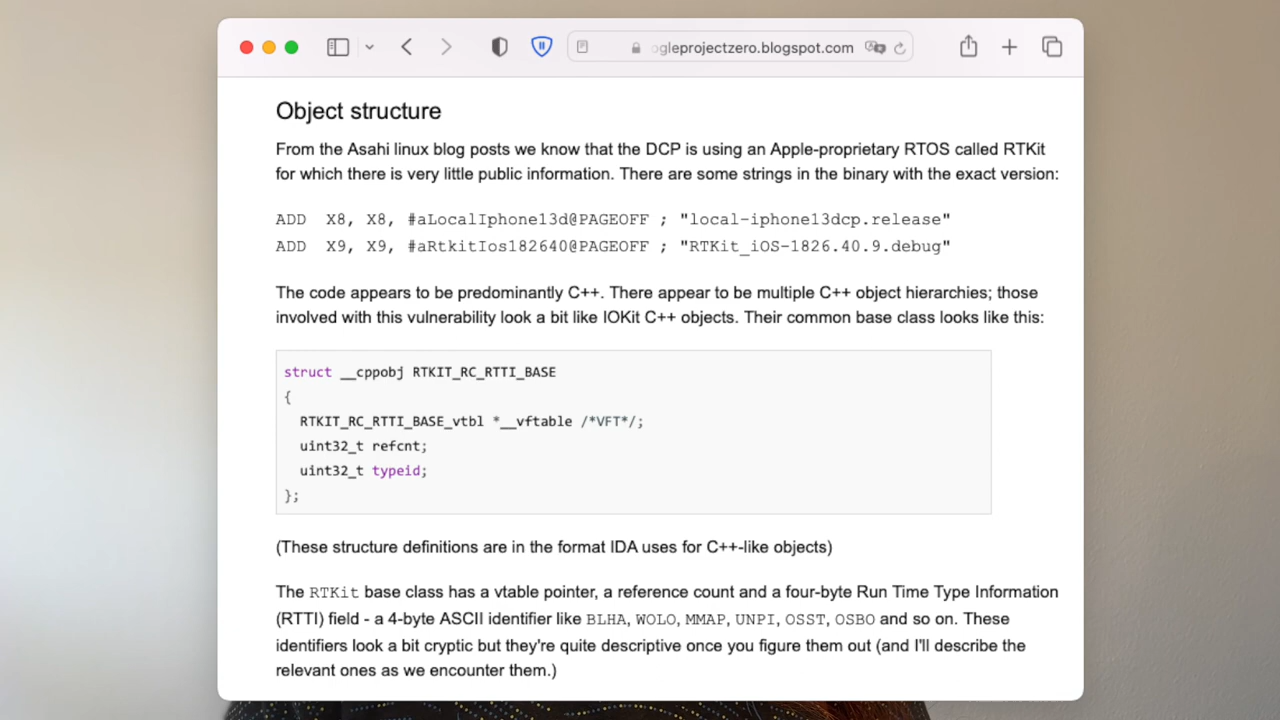 ogleprojectzero.blogspot.com
Object structure
From the Asahi linux blog posts we know that the DCP is using an Apple-proprietary RTOS called RTKit
for which there is very little public information. There are some strings in the binary with the exact version:
ADD  X8, X8, #aLocalIphone13d@PAGEOFF ; "local-iphone13dcp.release"
ADD  X9, X9, #aRtkitIos182640@PAGEOFF ; "RTKit_iOS-1826.40.9.debug"
The code appears to be predominantly C++. There appear to be multiple C++ object hierarchies; those
involved with this vulnerability look a bit like IOKit C++ objects. Their common base class looks like this:
struct __cppobj RTKIT_RC_RTTI_BASE
{
  RTKIT_RC_RTTI_BASE_vtbl *__vftable /*VFT*/;
  uint32_t refcnt;
  uint32_t typeid;
};
(These structure definitions are in the format IDA uses for C++-like objects)
The RTKit base class has a vtable pointer, a reference count and a four-byte Run Time Type Information
(RTTI) field - a 4-byte ASCII identifier like BLHA, WOLO, MMAP, UNPI, OSST, OSBO and so on. These
identifiers look a bit cryptic but they're quite descriptive once you figure them out (and I'll describe the
relevant ones as we encounter them.)